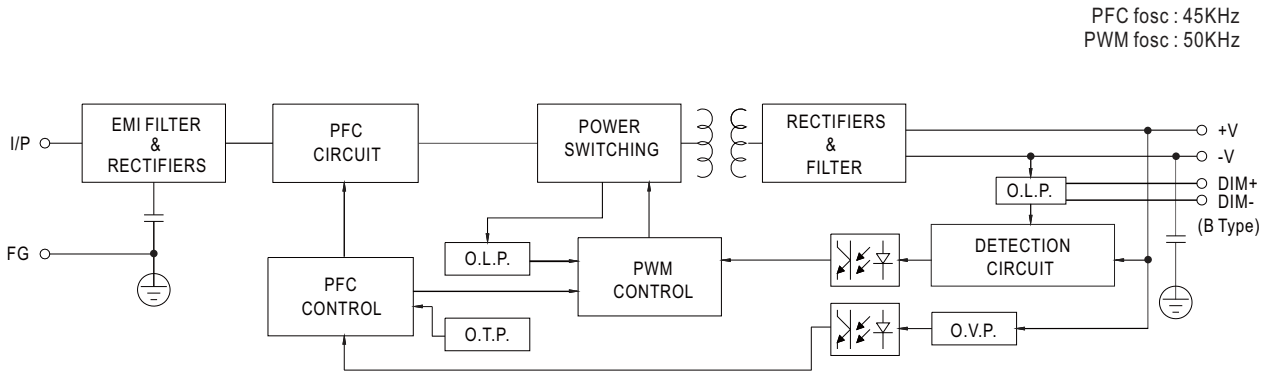 PFC fosc : 45KHz
PWM fosc : 50KHz
I/P
EMI FILTER
&
RECTIFIERS
PFC
CIRCUIT
POWER
SWITCHING
RECTIFIERS
&
FILTER
+V
-V
O.L.P.
DIM+
DIM-
(B Type)
FG
O.L.P.
PFC
CONTROL
PWM
CONTROL
DETECTION
CIRCUIT
O.T.P.
O.V.P.